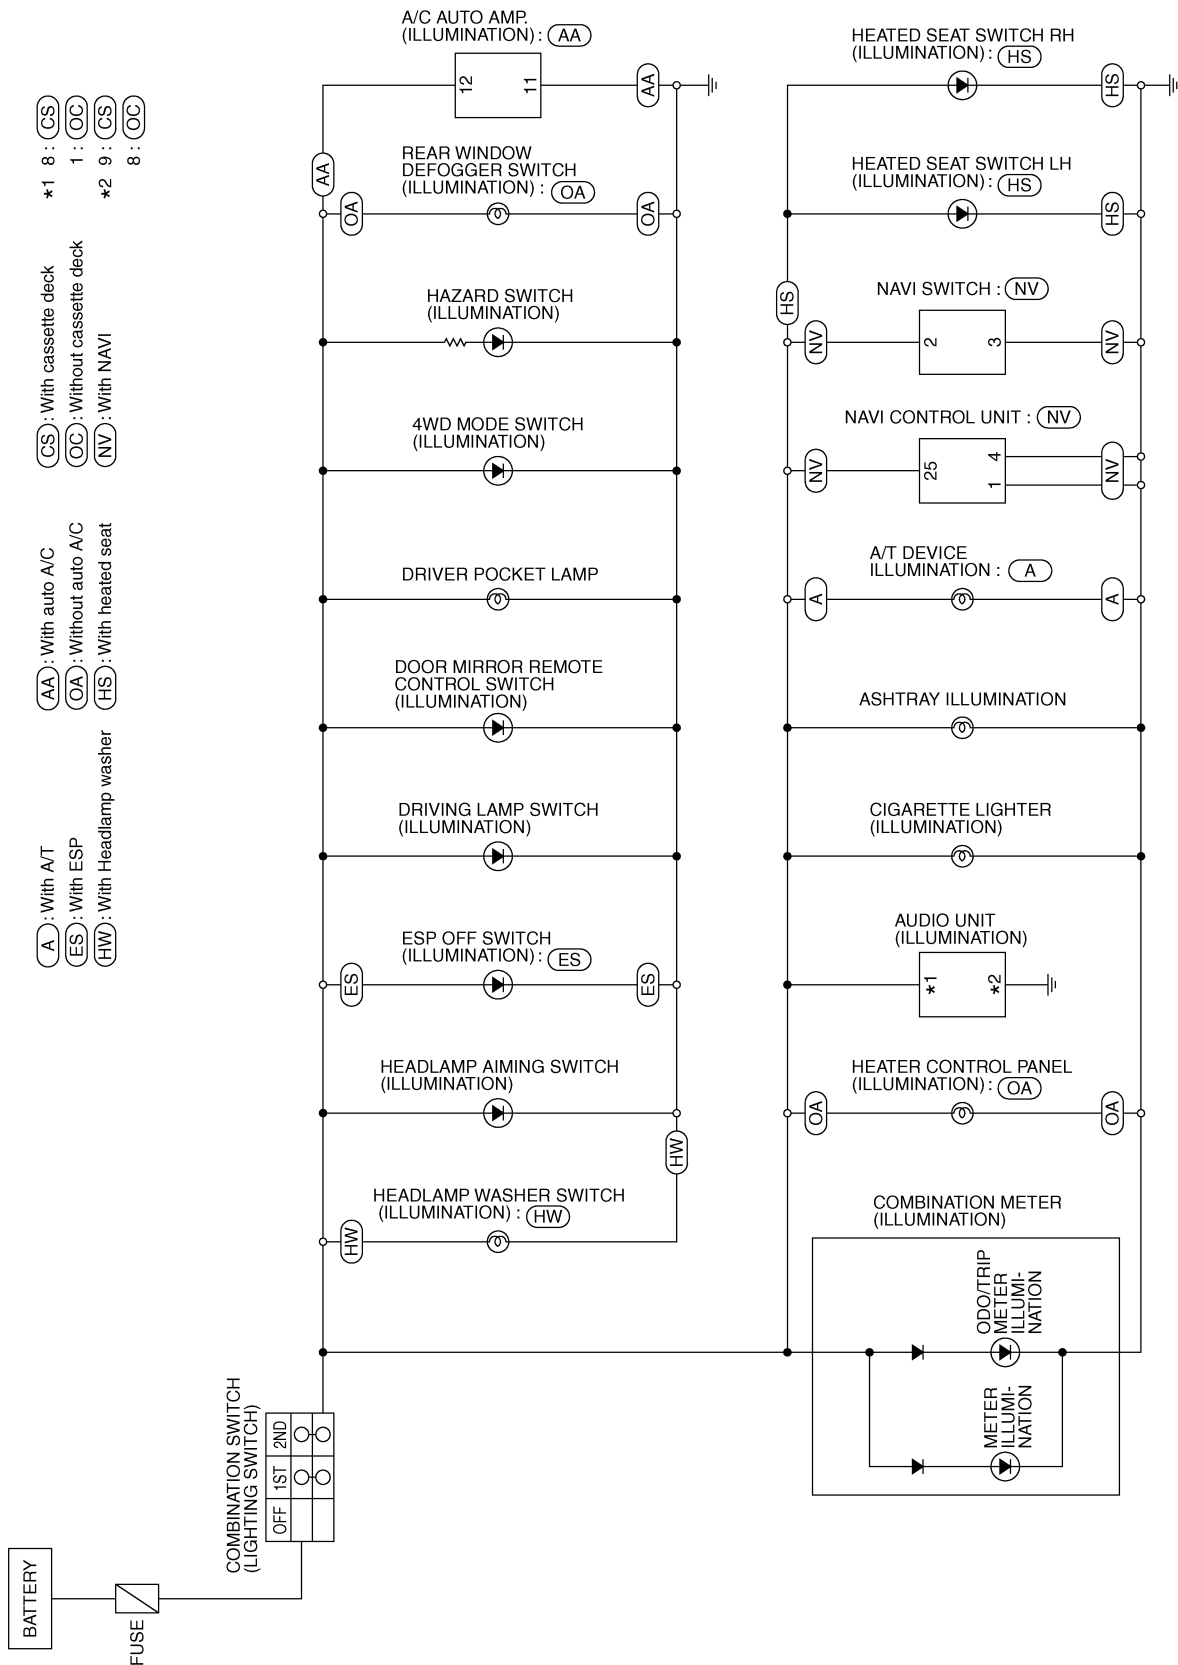 A/C AUTO AMP.
(ILLUMINATION) : AA
12
11
AA
AA
REAR WINDOW
DEFOGGER SWITCH
(ILLUMINATION) : OA
OA
OA
HAZARD SWITCH
(ILLUMINATION)
4WD MODE SWITCH
(ILLUMINATION)
DRIVER POCKET LAMP
DOOR MIRROR REMOTE
CONTROL SWITCH
(ILLUMINATION)
DRIVING LAMP SWITCH
(ILLUMINATION)
ESP OFF SWITCH
(ILLUMINATION) : ES
ES
ES
HEADLAMP AIMING SWITCH
(ILLUMINATION)
HW
HEADLAMP WASHER SWITCH
(ILLUMINATION) : HW
HW
HEATED SEAT SWITCH RH
(ILLUMINATION) : HS
HS
HEATED SEAT SWITCH LH
(ILLUMINATION) : HS
HS
HS
NAVI SWITCH : NV
NV
2
3
NV
NAVI CONTROL UNIT : NV
NV
25
4
1
NV
A/T DEVICE
ILLUMINATION : A
A
A
ASHTRAY ILLUMINATION
CIGARETTE LIGHTER
(ILLUMINATION)
AUDIO UNIT
(ILLUMINATION)
*1
*2
HEATER CONTROL PANEL
(ILLUMINATION) : OA
OA
OA
COMBINATION METER
(ILLUMINATION)
ODO/TRIP
METER
ILLUMI-
NATION
METER
ILLUMI-
NATION
COMBINATION SWITCH
(LIGHTING SWITCH)
OFF
1ST
2ND
BATTERY
FUSE
A : With A/T
ES : With ESP
HW : With Headlamp washer
AA : With auto A/C
OA : Without auto A/C
HS : With heated seat
CS : With cassette deck
OC : Without cassette deck
NV : With NAVI
*1 8 : CS
1 : OC
*2 9 : CS
8 : OC